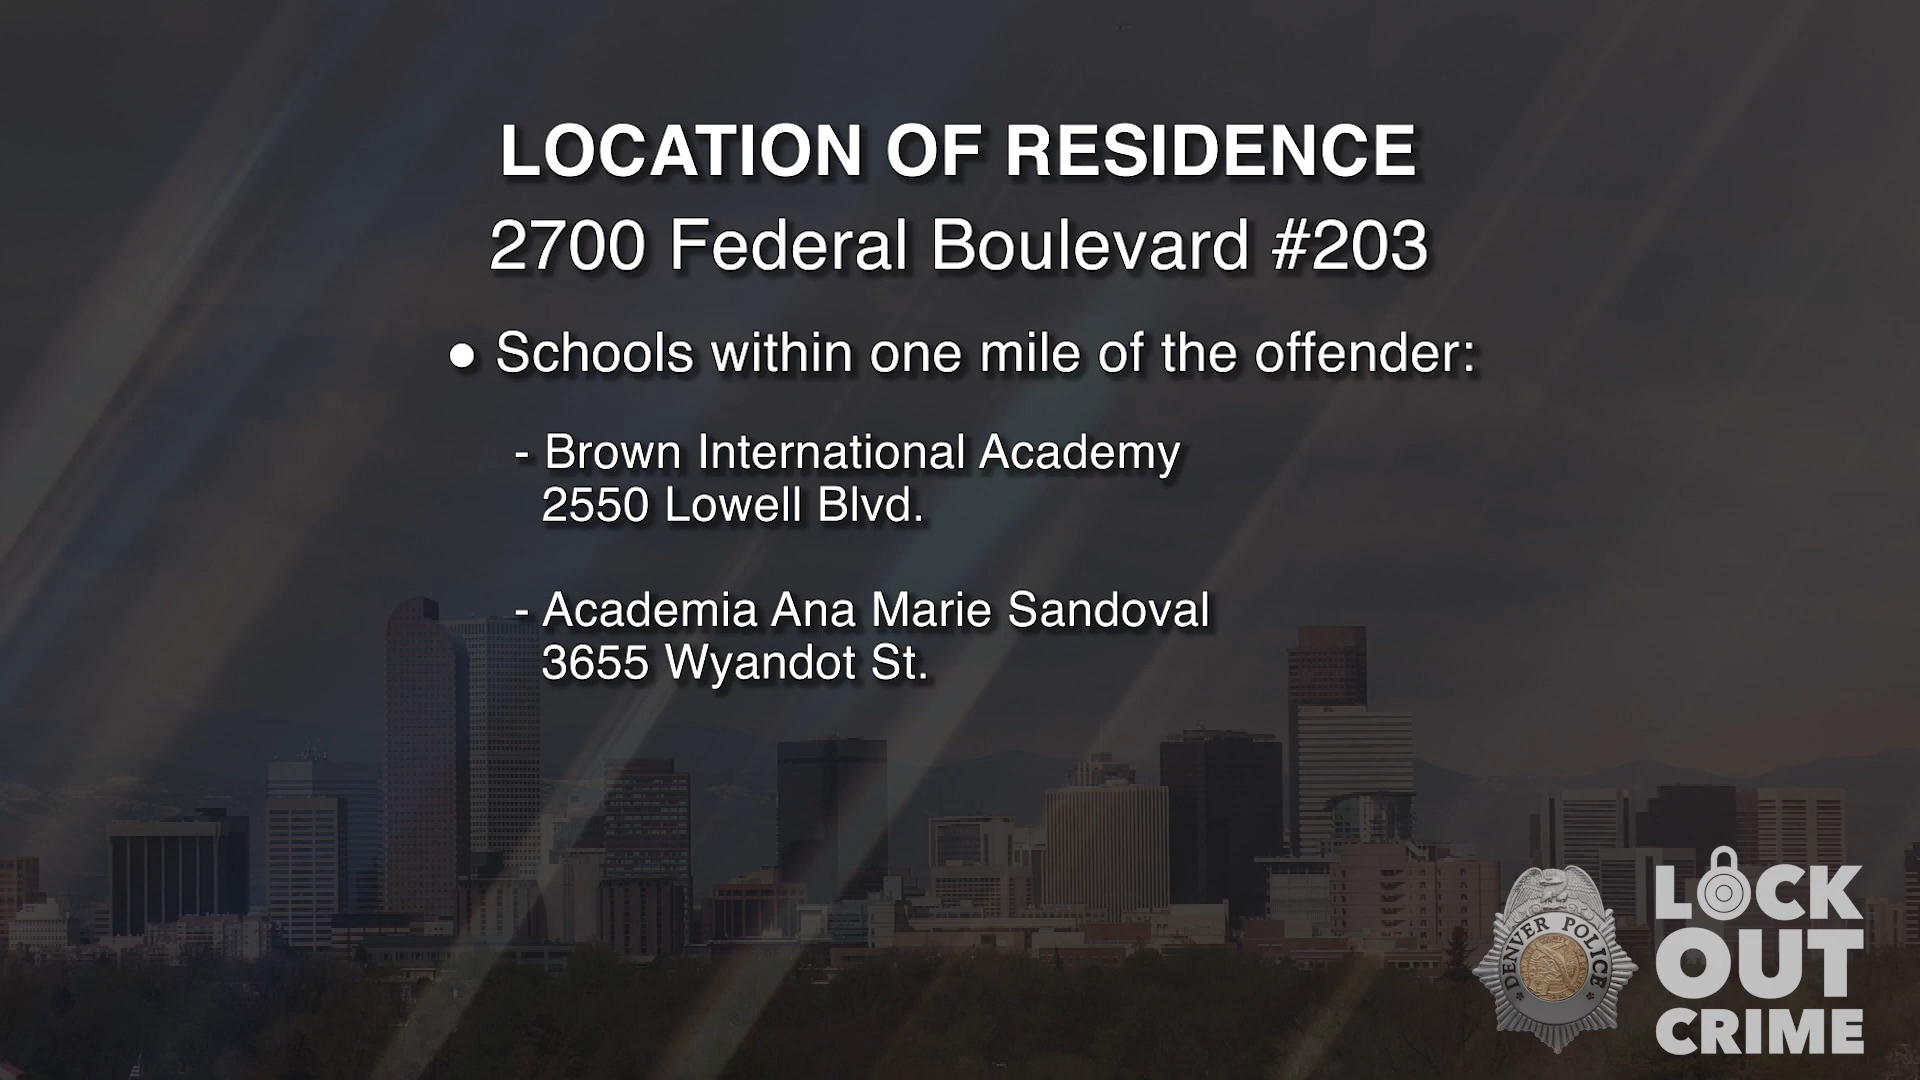 LOCATION OF RESIDENCE
2700 Federal Boulevard #203
● Schools within one mile of the offender:
- Brown International Academy
2550 Lowell Blvd.
- Academia Ana Marie Sandoval
3655 Wyandot St.
DENVER POLICE
LOCK
OUT
CRIME